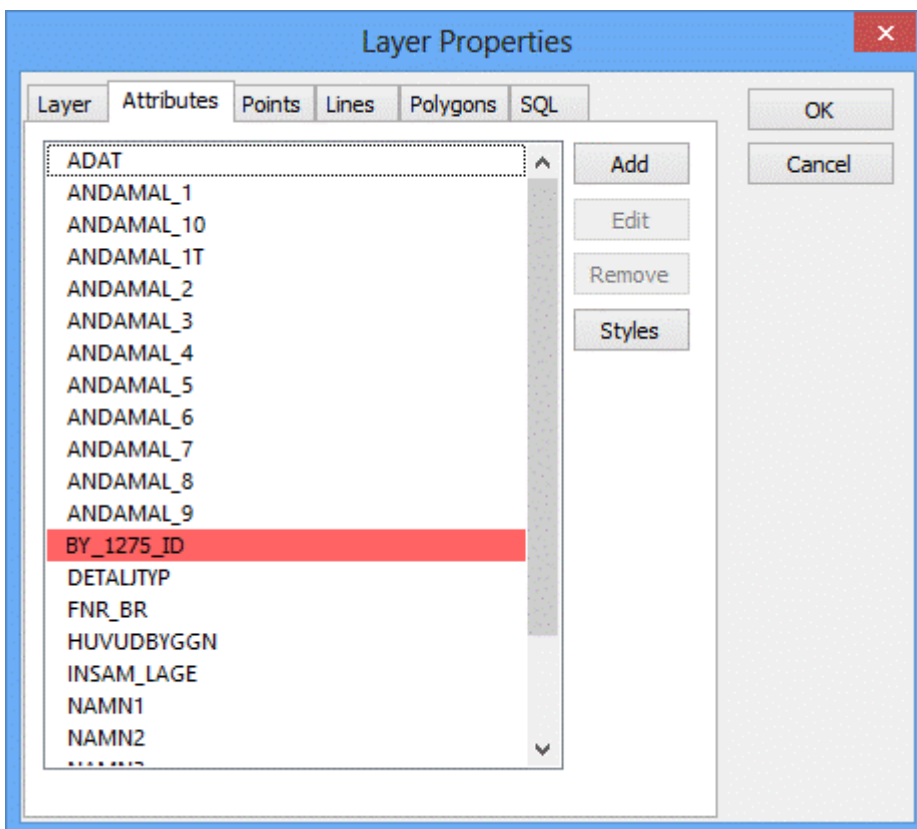 Layer Properties
Layer Attributes Points Lines Polygons SQL
OK
Cancel
ADAT
ANDAMAL_1
ANDAMAL_10
ANDAMAL_1T
ANDAMAL_2
ANDAMAL_3
ANDAMAL_4
ANDAMAL_5
ANDAMAL_6
ANDAMAL_7
ANDAMAL_8
ANDAMAL_9
BY_1275_ID
DETALJTYP
FNR_BR
HUVUDBYGGN
INSAM_LAGE
NAMN1
NAMN2
Add
Edit
Remove
Styles